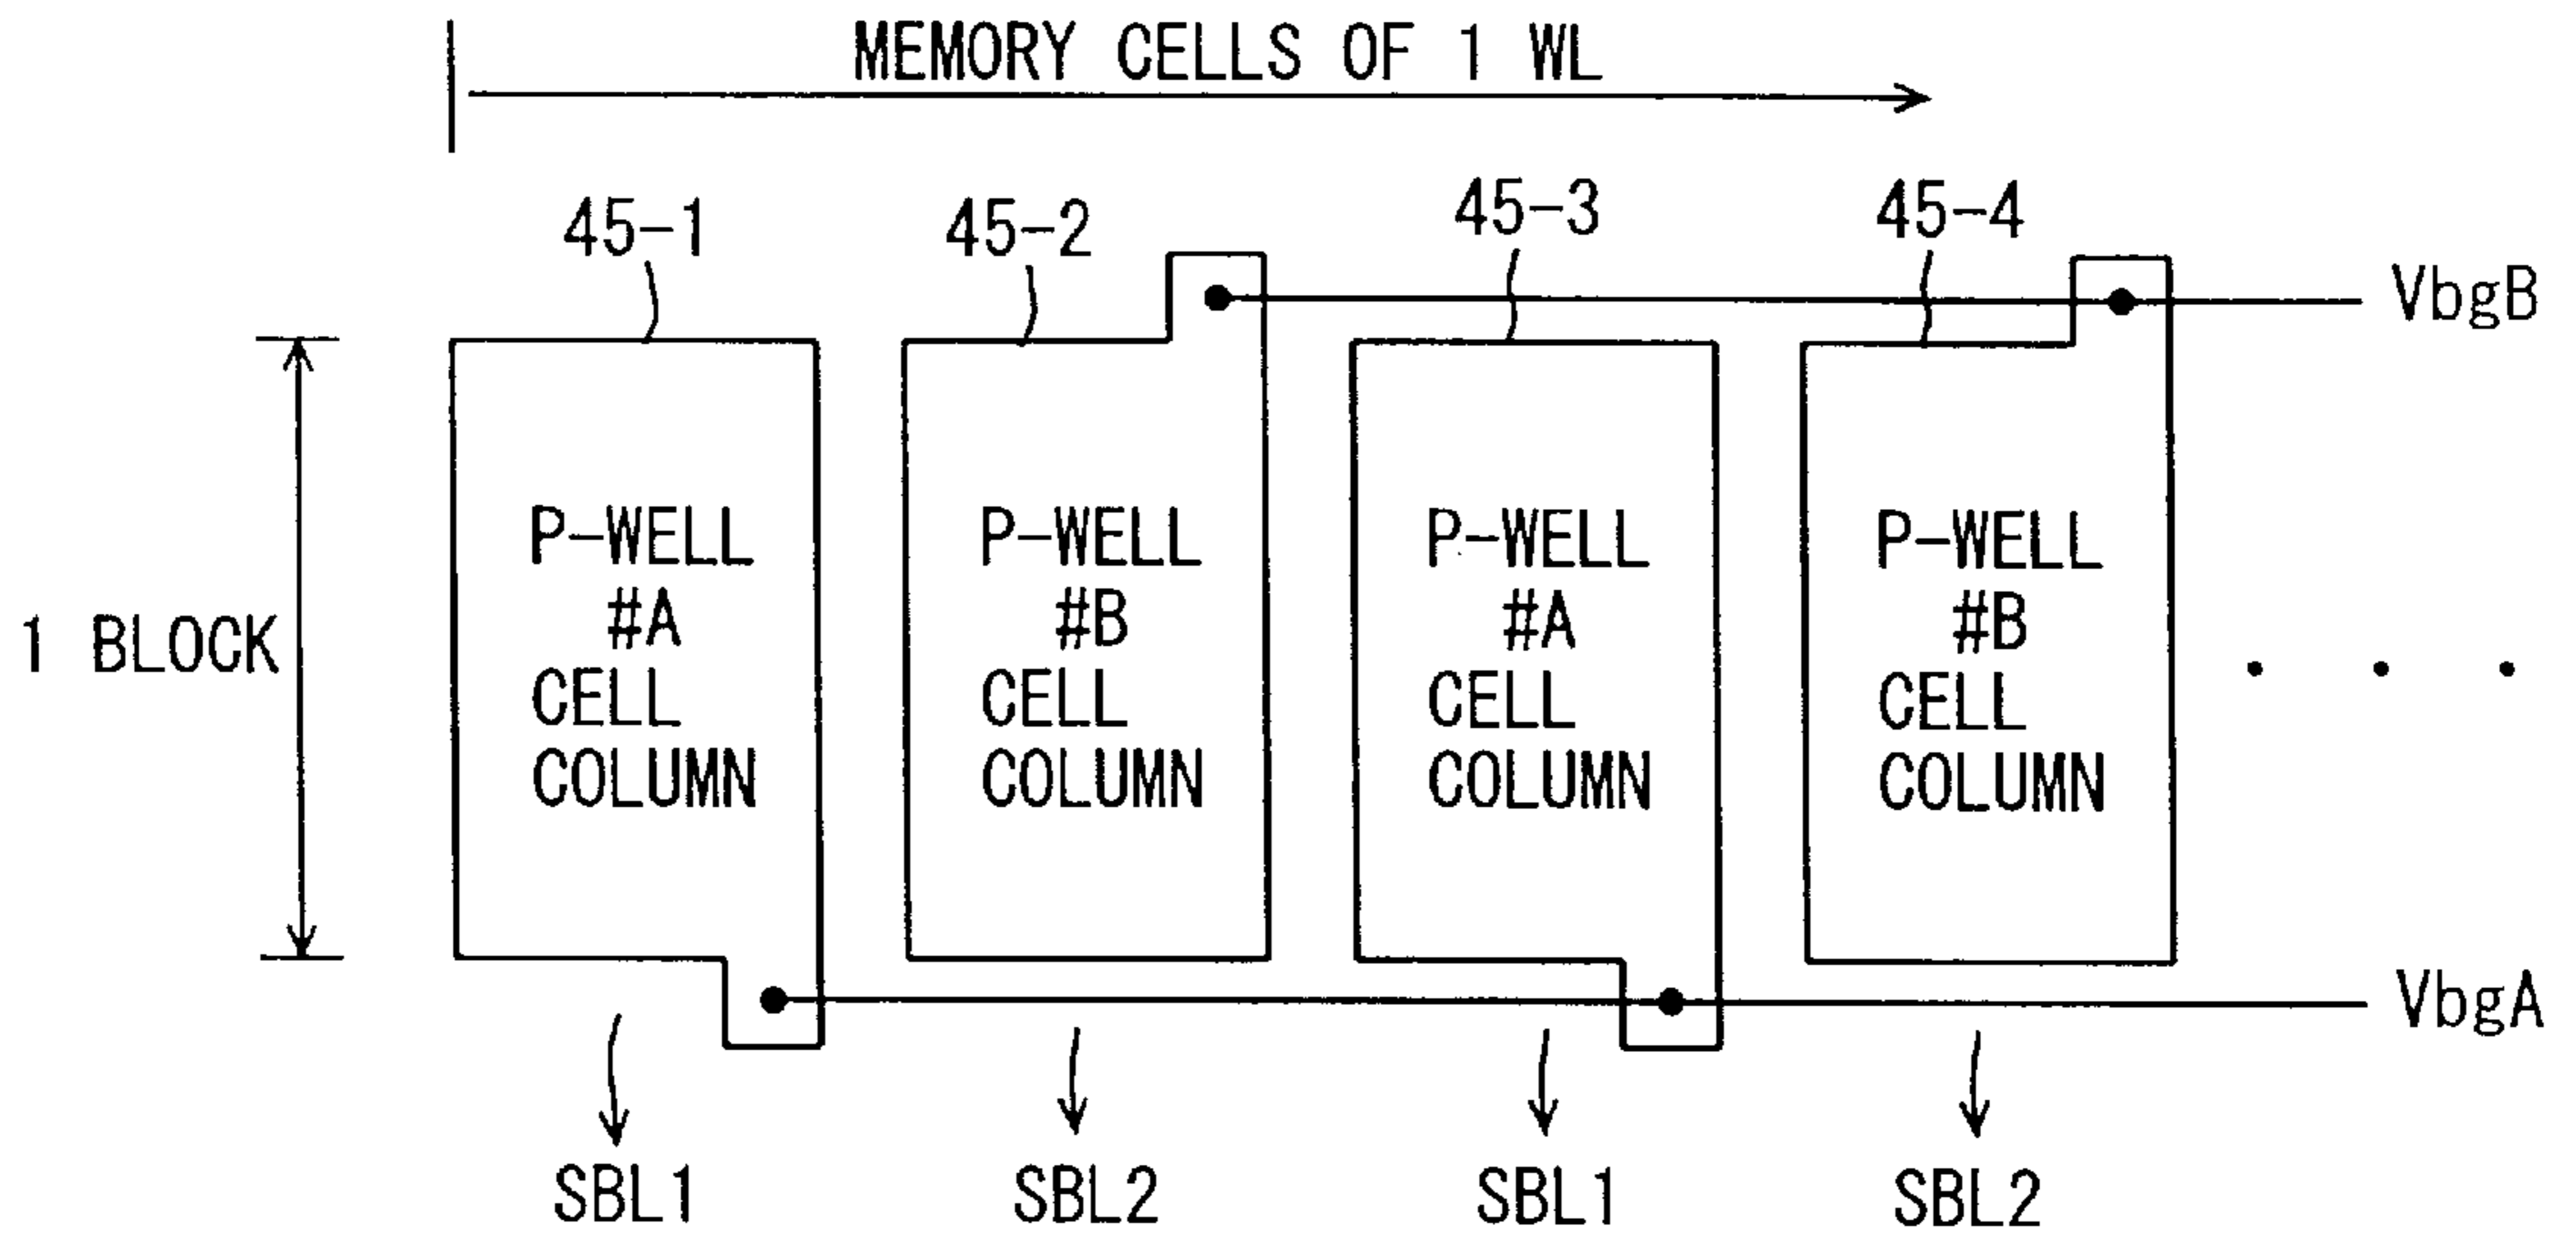 MEMORY CELLS OF 1 WL
45-1
45-2
45-3
45-4
VbgB
1 BLOCK
P-WELL
#A
CELL
COLUMN
P-WELL
#B
CELL
COLUMN
P-WELL
#A
CELL
COLUMN
P-WELL
#B
CELL
COLUMN
VbgA
SBL1
SBL2
SBL1
SBL2